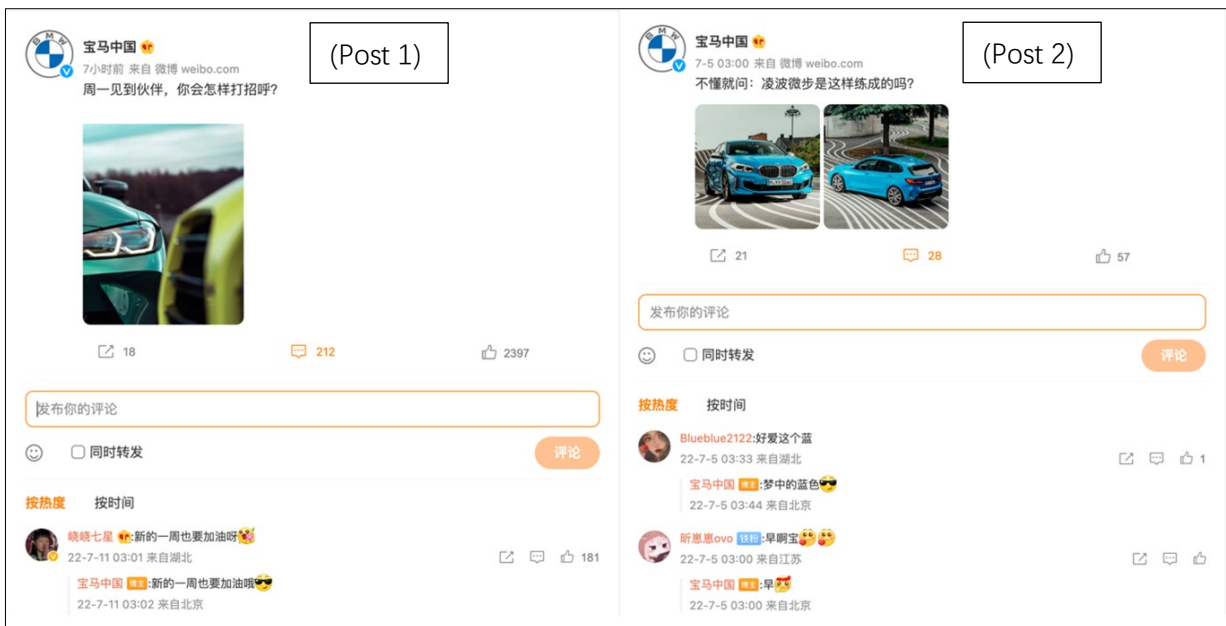 (Post 1)
BMW
宝马中国
7小时前 来自 微博 weibo.com
周一见到伙伴，你会怎样打招呼？
18
212
2397
发布你的评论
同时转发
评论
按热度 按时间
峣峣七星:新的一周也要加油呀
22-7-11 03:01 来自湖北
181
宝马中国 博主:新的一周也要加油哦
22-7-11 03:02 来自北京
(Post 2)
BMW
宝马中国
7-5 03:00 来自 微博 weibo.com
不懂就问：凌波微步是这样练成的吗？
21
28
57
发布你的评论
同时转发
评论
按热度 按时间
Blueblue2122:好爱这个蓝
22-7-5 03:33 来自湖北
1
宝马中国 博主:梦中的蓝色
22-7-5 03:44 来自北京
昕崽崽ovo 铁粉:早啊宝
22-7-5 03:00 来自江苏
宝马中国 博主:早
22-7-5 03:00 来自北京